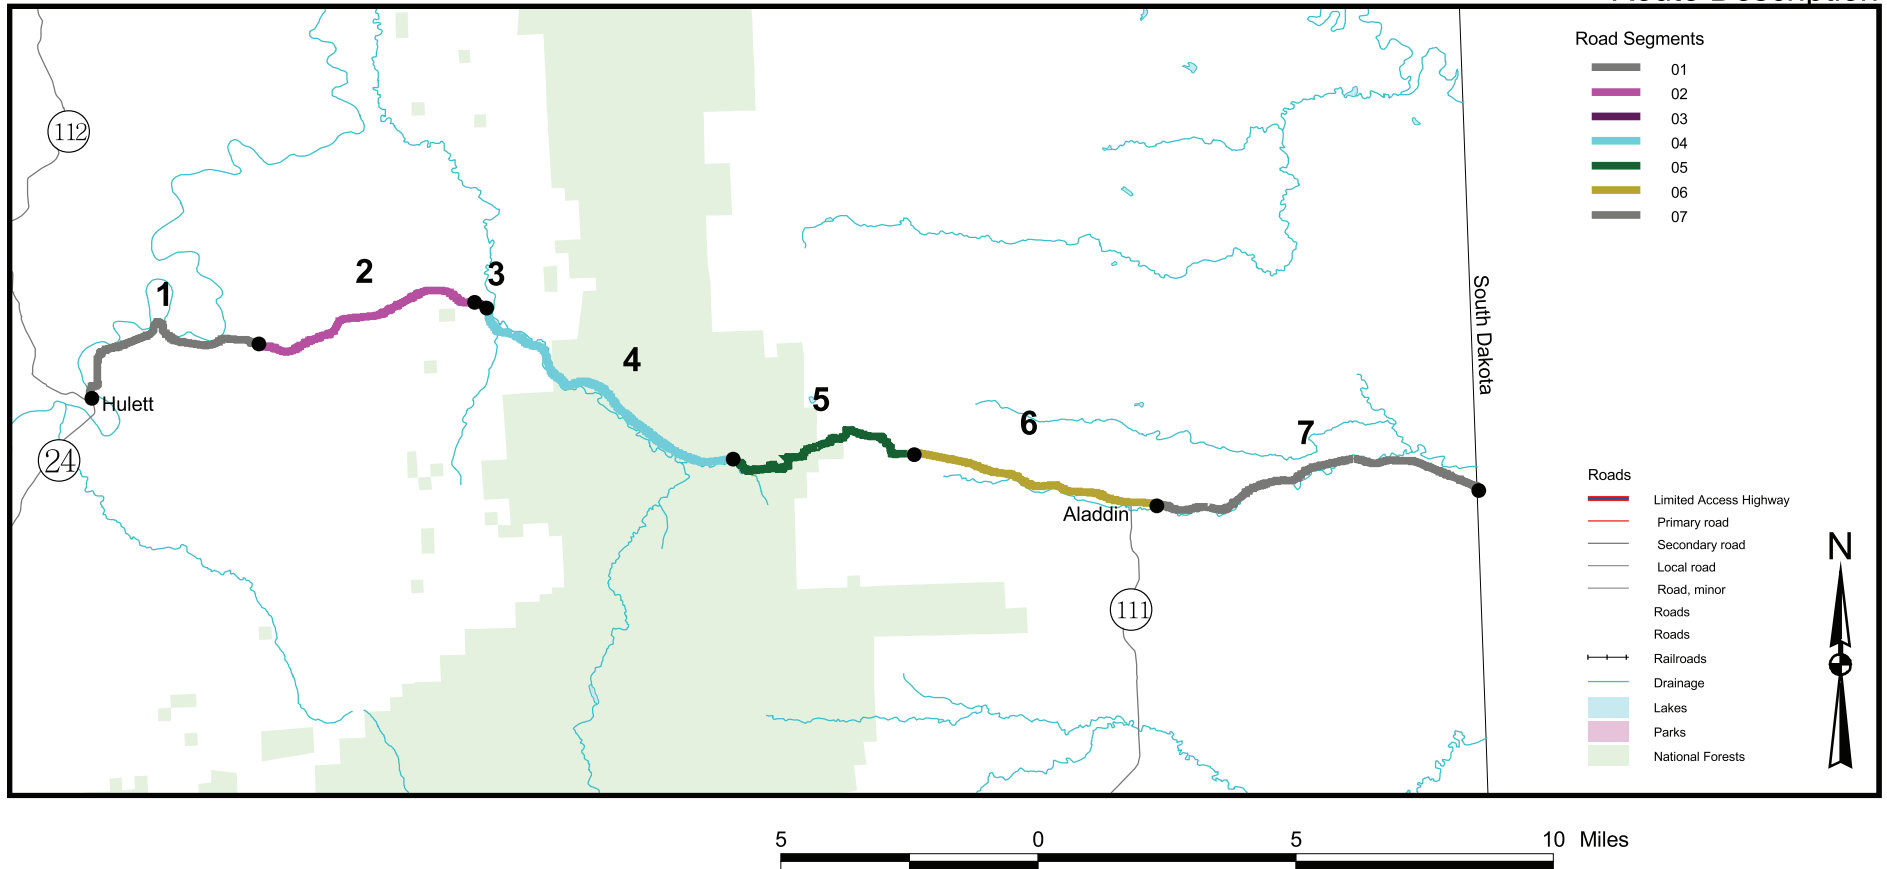 Route Description
Road Segments
01
02
03
04
05
06
07
112
1
2
3
4
5
6
7
Hulett
24
Aladdin
111
South Dakota
Roads
Limited Access Highway
Primary road
Secondary road
Local road
Road, minor
Roads
Roads
Railroads
Drainage
Lakes
Parks
National Forests
N
5 0 5 10 Miles